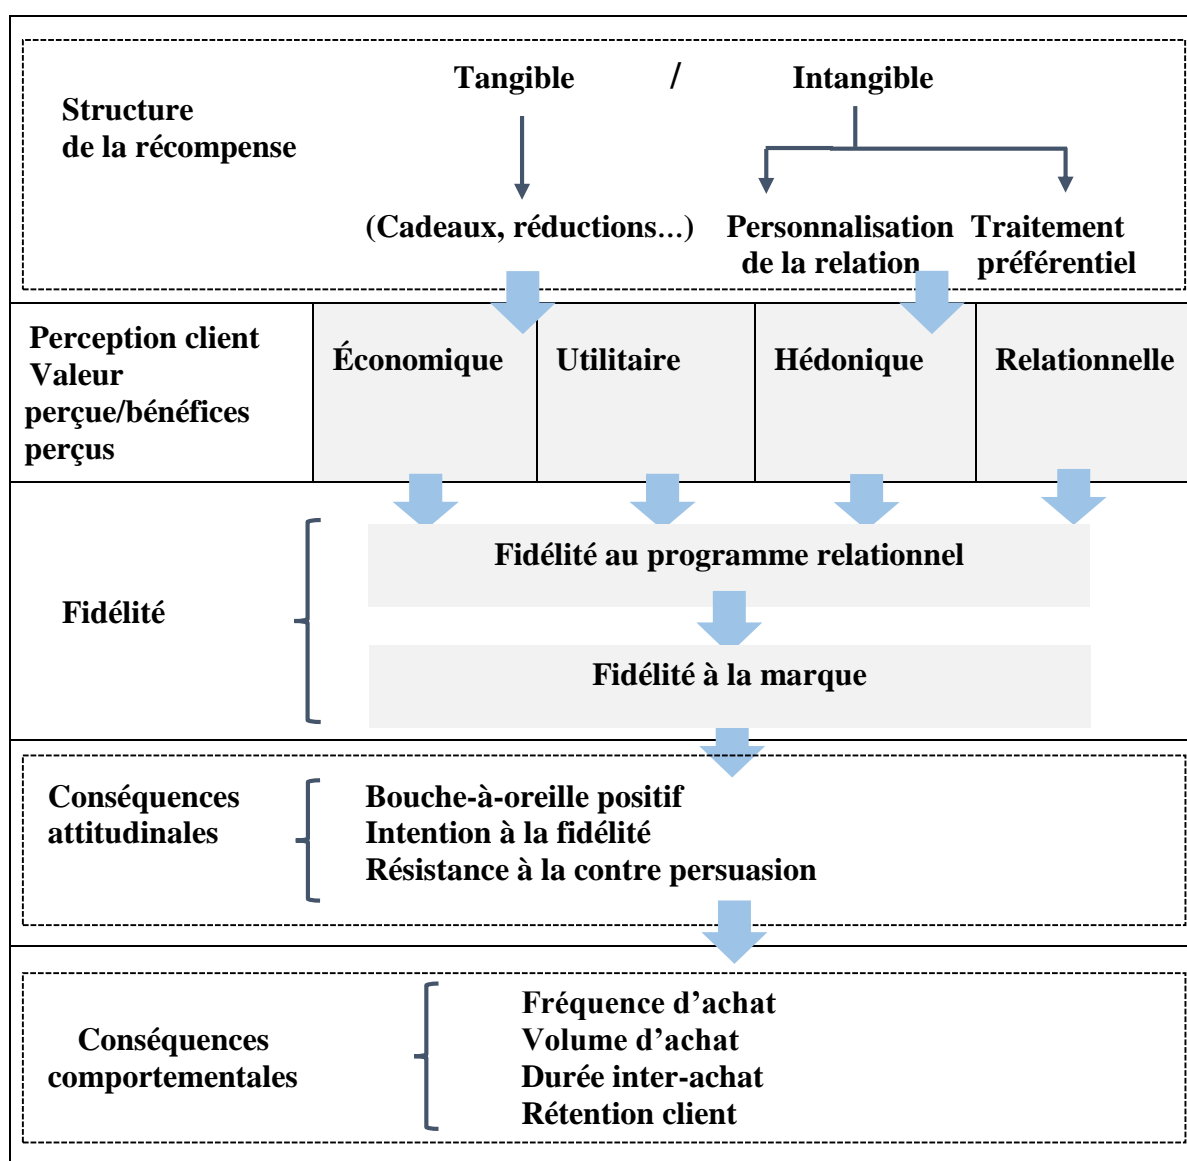 Tangible / Intangible
Structure
de la récompense
(Cadeaux, réductions…) Personnalisation Traitement
de la relation préférentiel
Perception client
Valeur
perçue/bénéfices
perçus
Économique Utilitaire Hédonique Relationnelle
Fidélité au programme relationnel
Fidélité
Fidélité à la marque
Conséquences
attitudinales
Bouche-à-oreille positif
Intention à la fidélité
Résistance à la contre persuasion
Conséquences
comportementales
Fréquence d’achat
Volume d’achat
Durée inter-achat
Rétention client